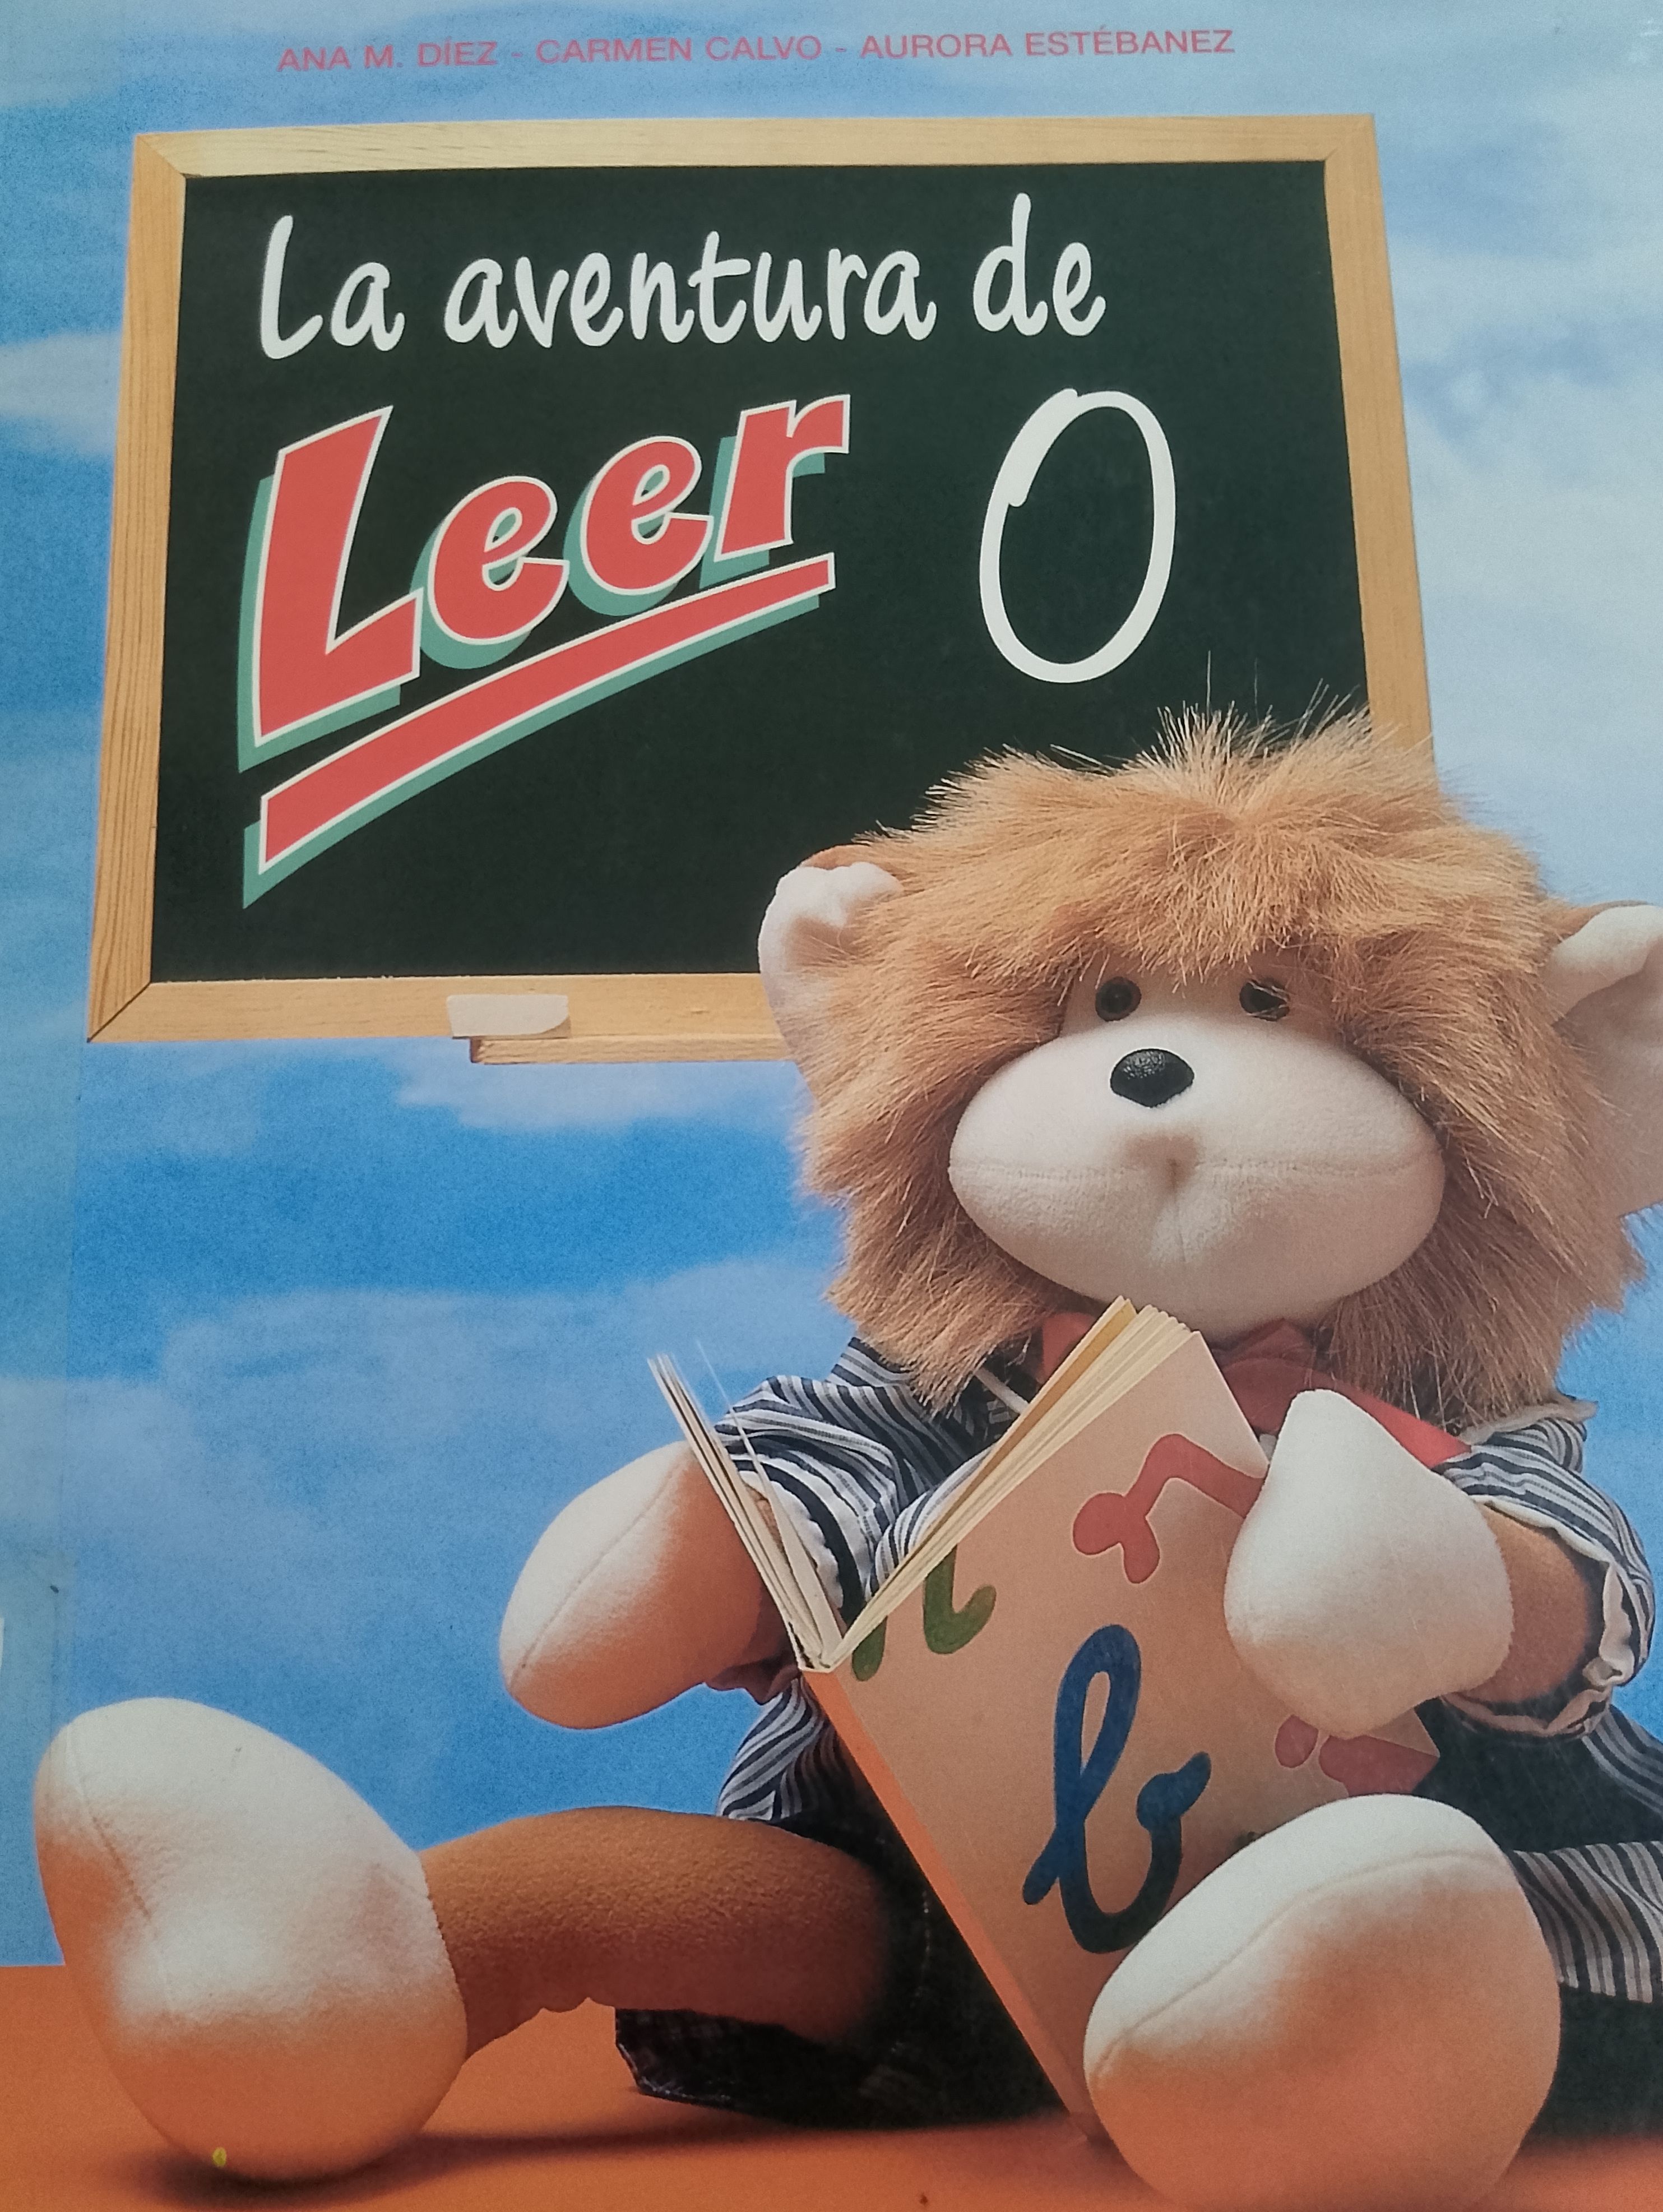 ANA M. DÍEZ - CARMEN CALVO - AURORA ESTÉBANEZ
La aventura de
Leer 0
n
b